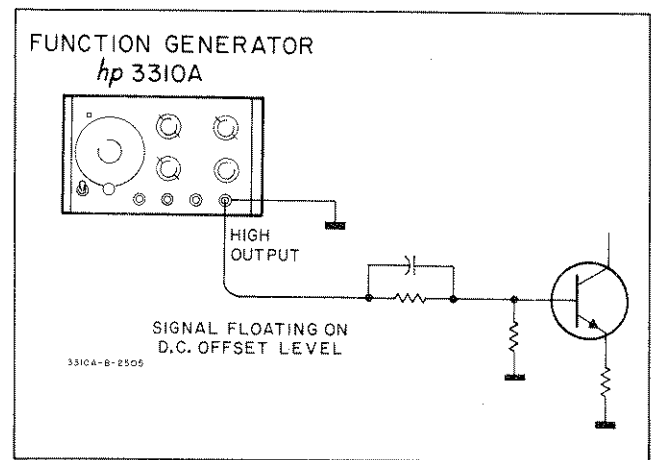 FUNCTION GENERATOR
hp 3310A
HIGH
OUTPUT
SIGNAL FLOATING ON
D.C. OFFSET LEVEL
3310A-B-2505